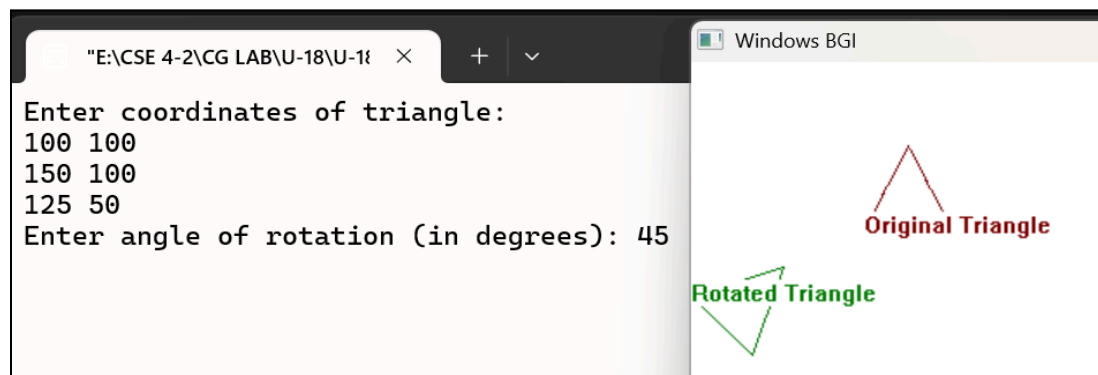 "E:\CSE 4-2\CG LAB\U-18\U-18
Windows BGI
Enter coordinates of triangle:
100 100
150 100
125 50
Enter angle of rotation (in degrees): 45
Original Triangle
Rotated Triangle